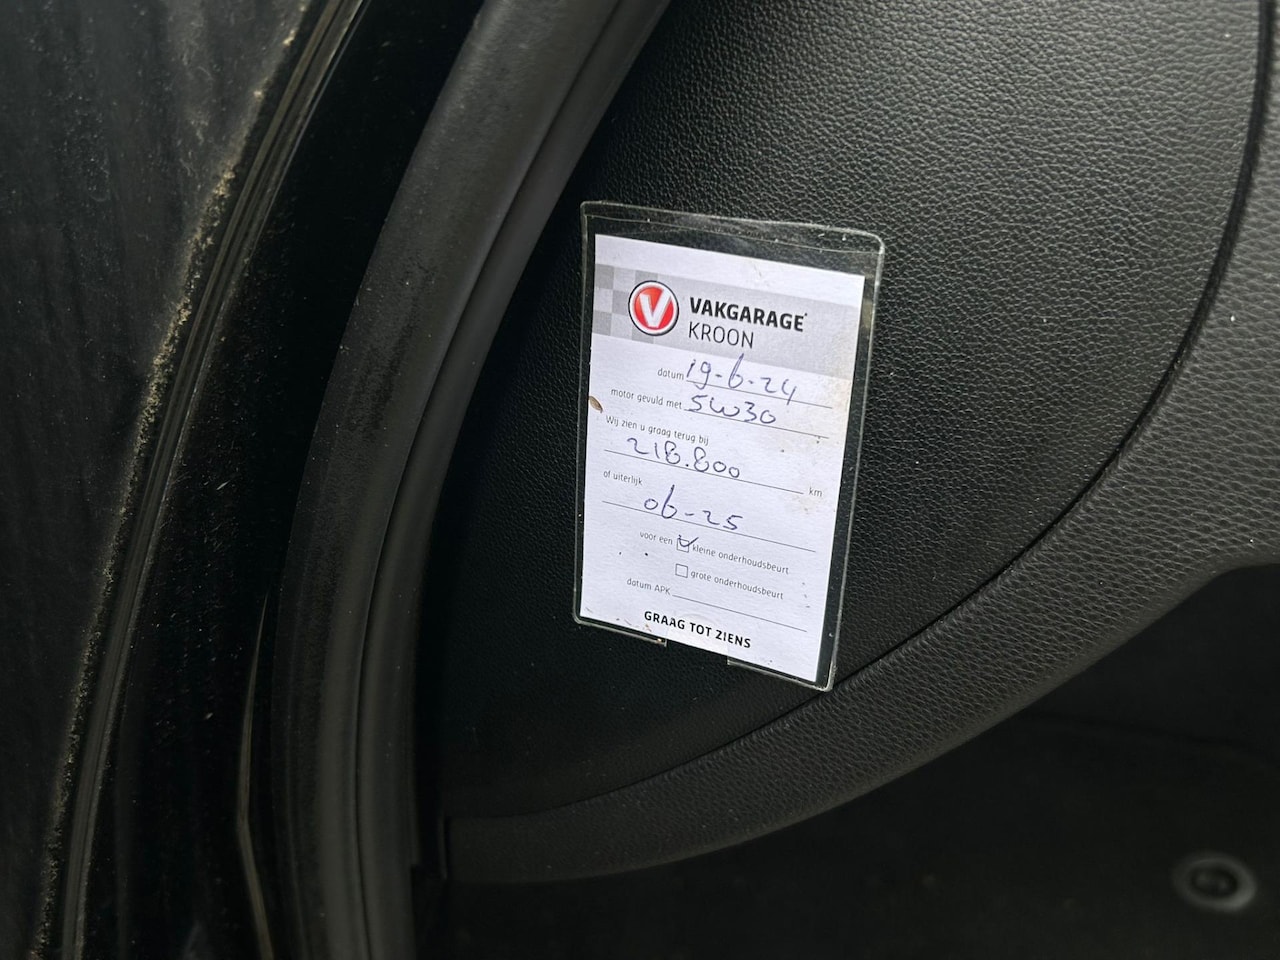 V VAKGARAGE
KROON
datum 19-6-24
motor gevuld met 5W30
Wij zien u graag terug bij
218.800 km
of uiterlijk
06-25
voor een kleine onderhoudsbeurt
grote onderhoudsbeurt
datum APK
GRAAG TOT ZIENS